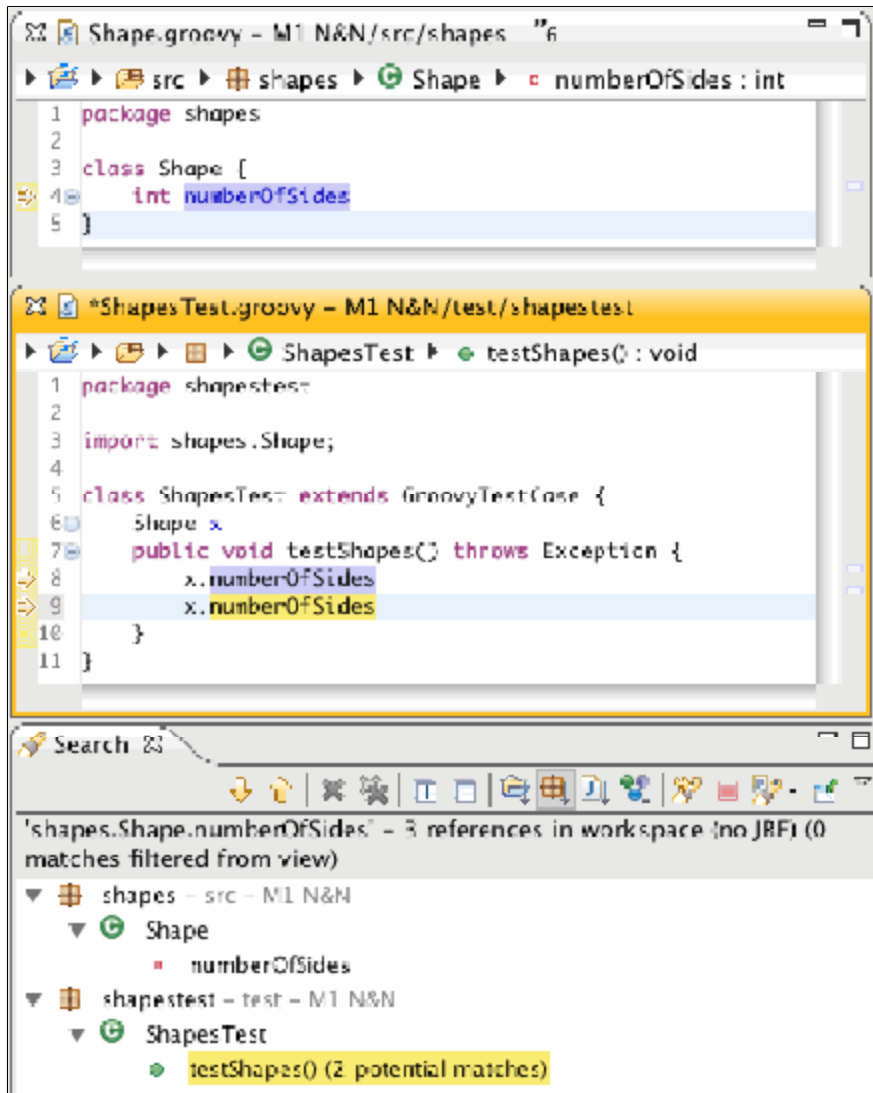 Shape.groovy – M1 N&N/src/shapes "6
src shapes Shape numberOfSides : int
1 package shapes
2
3 class Shape {
4 int numberOfSides
5 }
*ShapesTest.groovy – M1 N&N/test/shapestest
ShapesTest testShapes() : void
1 package shapestest
2
3 import shapes.Shape;
4
5 class ShapesTest extends GroovyTestCase {
6 Shape x
7 public void testShapes() throws Exception {
8 x.numberOfSides
9 x.numberOfSides
10 }
11 }
Search
'shapes.Shape.numberOfSides' – 3 references in workspace (no JRE) (0
matches filtered from view)
shapes – src – M1 N&N
Shape
numberOfSides
shapestest – test – M1 N&N
ShapesTest
testShapes() (2 potential matches)